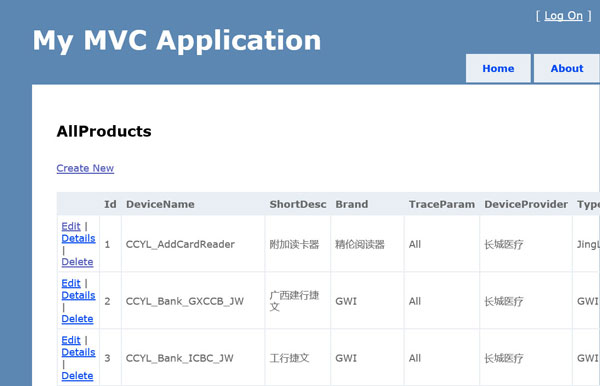 [ Log On ]
My MVC Application
Home About
AllProducts
Create New
Id DeviceName ShortDesc Brand TraceParam DeviceProvider Type
Edit |
Details
|
Delete
1 CCYL_AddCardReader 附加读卡器 精伦阅读器 All 长城医疗 JingL
Edit |
Details
|
Delete
2 CCYL_Bank_GXCCB_JW 广西建行捷
文
GWI All 长城医疗 GWI
Edit |
Details
|
Delete
3 CCYL_Bank_ICBC_JW 工行捷文 GWI All 长城医疗 GWI